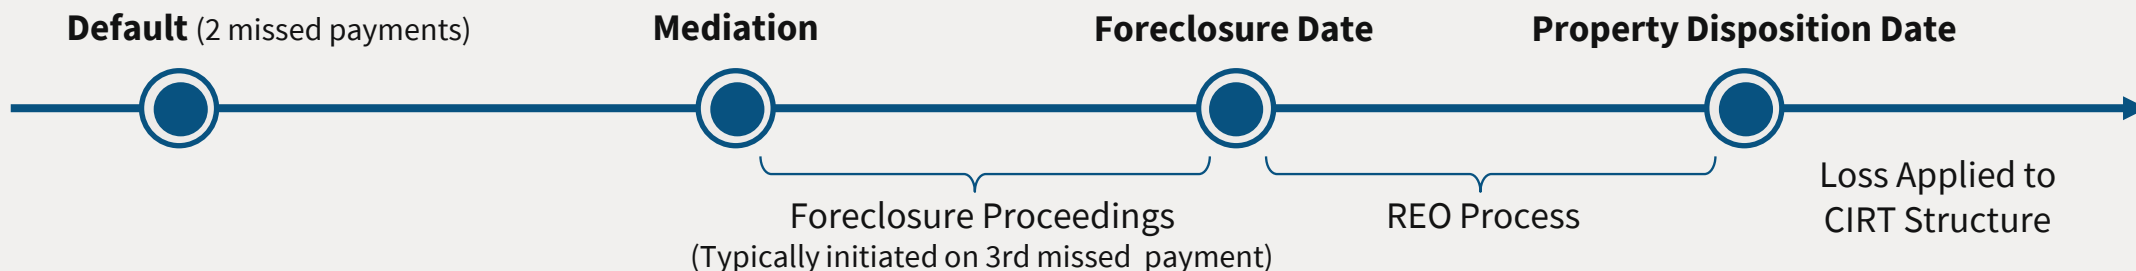 Default (2 missed payments)
Mediation
Foreclosure Date
Property Disposition Date
Foreclosure Proceedings
(Typically initiated on 3rd missed payment)
REO Process
Loss Applied to
CIRT Structure